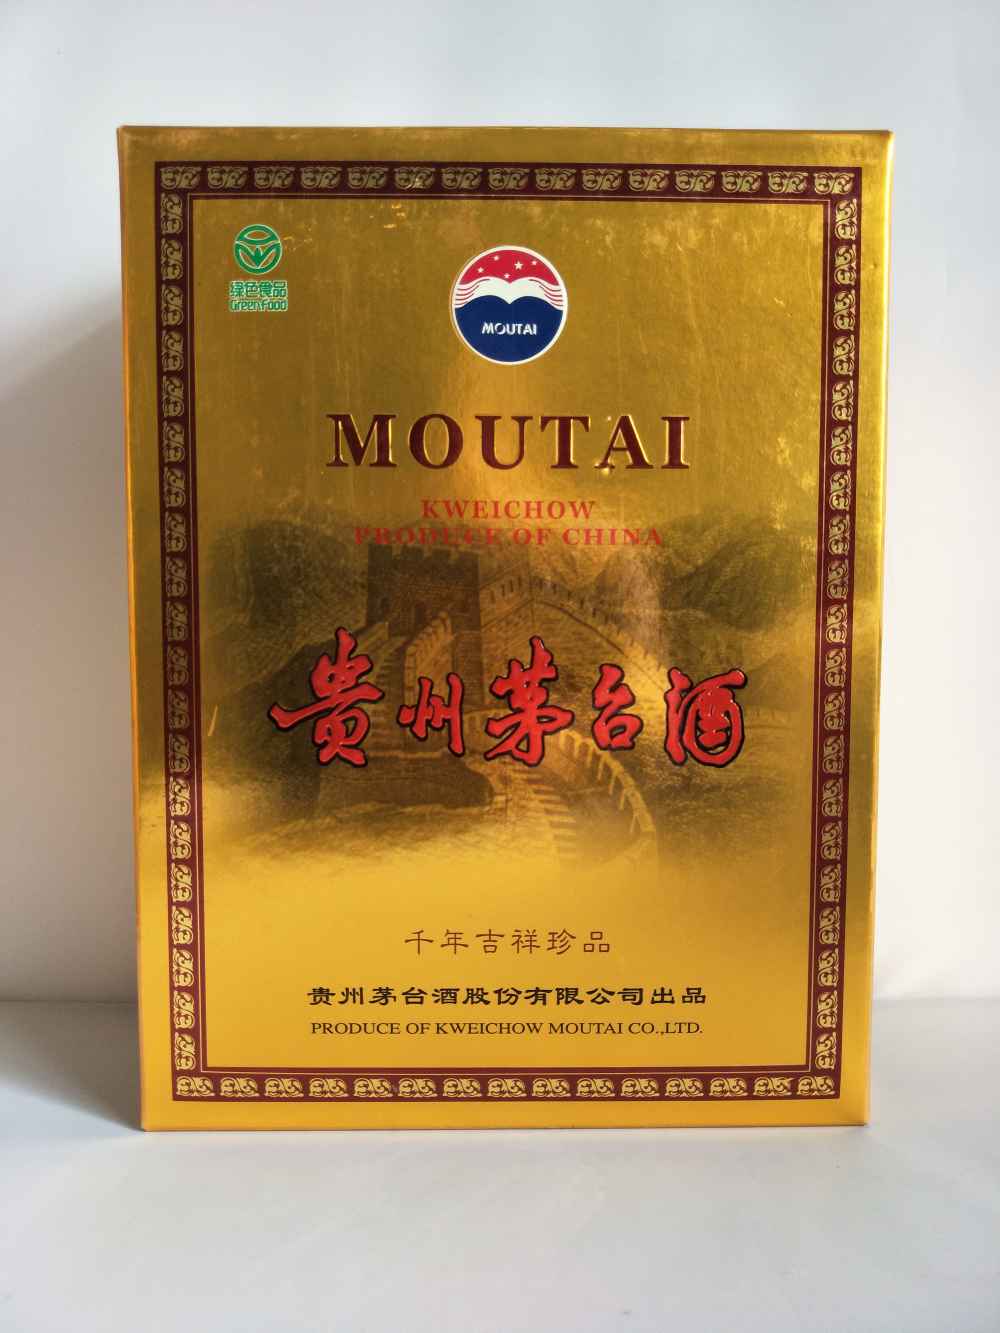 绿色食品
Green Food
MOUTAI
MOUTAI
KWEICHOW
PRODUCE OF CHINA
贵州茅台酒
千年吉祥珍品
贵州茅台酒股份有限公司出品
PRODUCE OF KWEICHOW MOUTAI CO.,LTD.